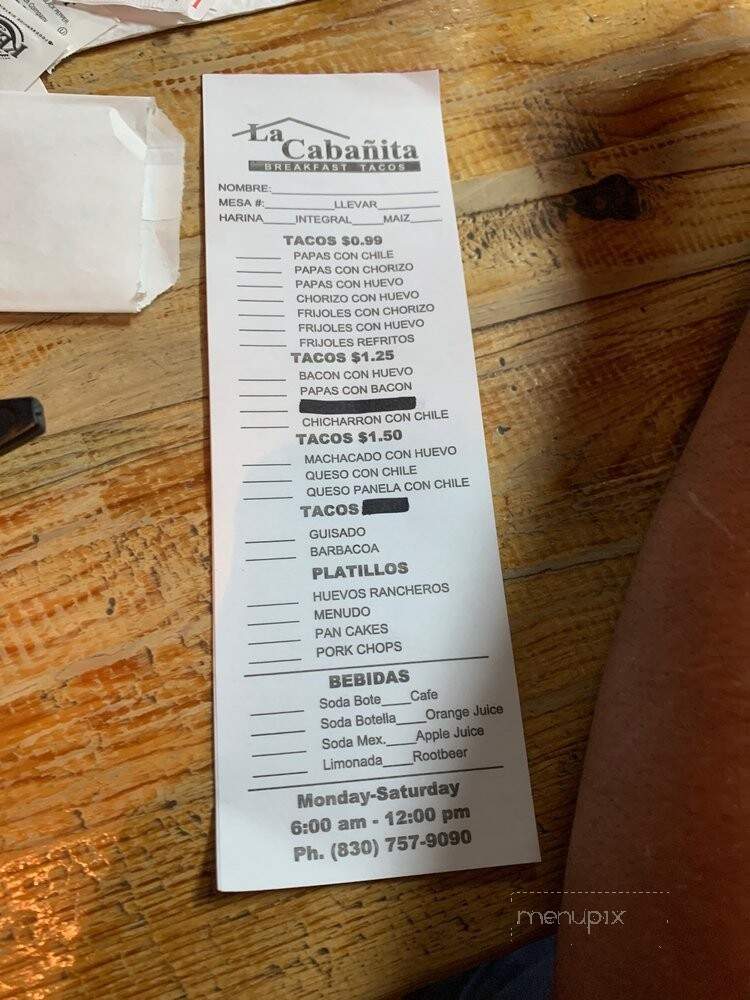 La
Cabañita
BREAKFAST TACOS
NOMBRE:
MESA #: LLEVAR
HARINA INTEGRAL MAIZ
TACOS $0.99
PAPAS CON CHILE
PAPAS CON CHORIZO
PAPAS CON HUEVO
CHORIZO CON HUEVO
FRIJOLES CON CHORIZO
FRIJOLES CON HUEVO
FRIJOLES REFRITOS
TACOS $1.25
BACON CON HUEVO
PAPAS CON BACON
CHICHARRON CON CHILE
TACOS $1.50
MACHACADO CON HUEVO
QUESO CON CHILE
QUESO PANELA CON CHILE
TACOS
GUISADO
BARBACOA
PLATILLOS
HUEVOS RANCHEROS
MENUDO
PAN CAKES
PORK CHOPS
BEBIDAS
Soda Bote Cafe
Soda Botella Orange Juice
Soda Mex. Apple Juice
Limonada Rootbeer
Monday-Saturday
6:00 am - 12:00 pm
Ph. (830) 757-9090
menupix